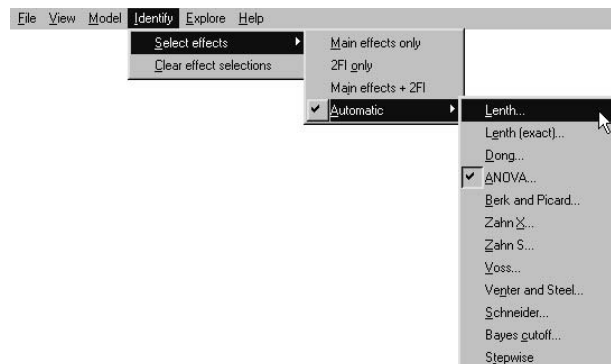 File View Model Identify Explore Help
Select effects
Clear effect selections
Main effects only
2FI only
Main effects + 2FI
Automatic
Lenth...
Lenth (exact)...
Dong...
ANOVA...
Berk and Picard...
Zahn X...
Zahn S...
Voss...
Venter and Steel...
Schneider...
Bayes cutoff...
Stepwise